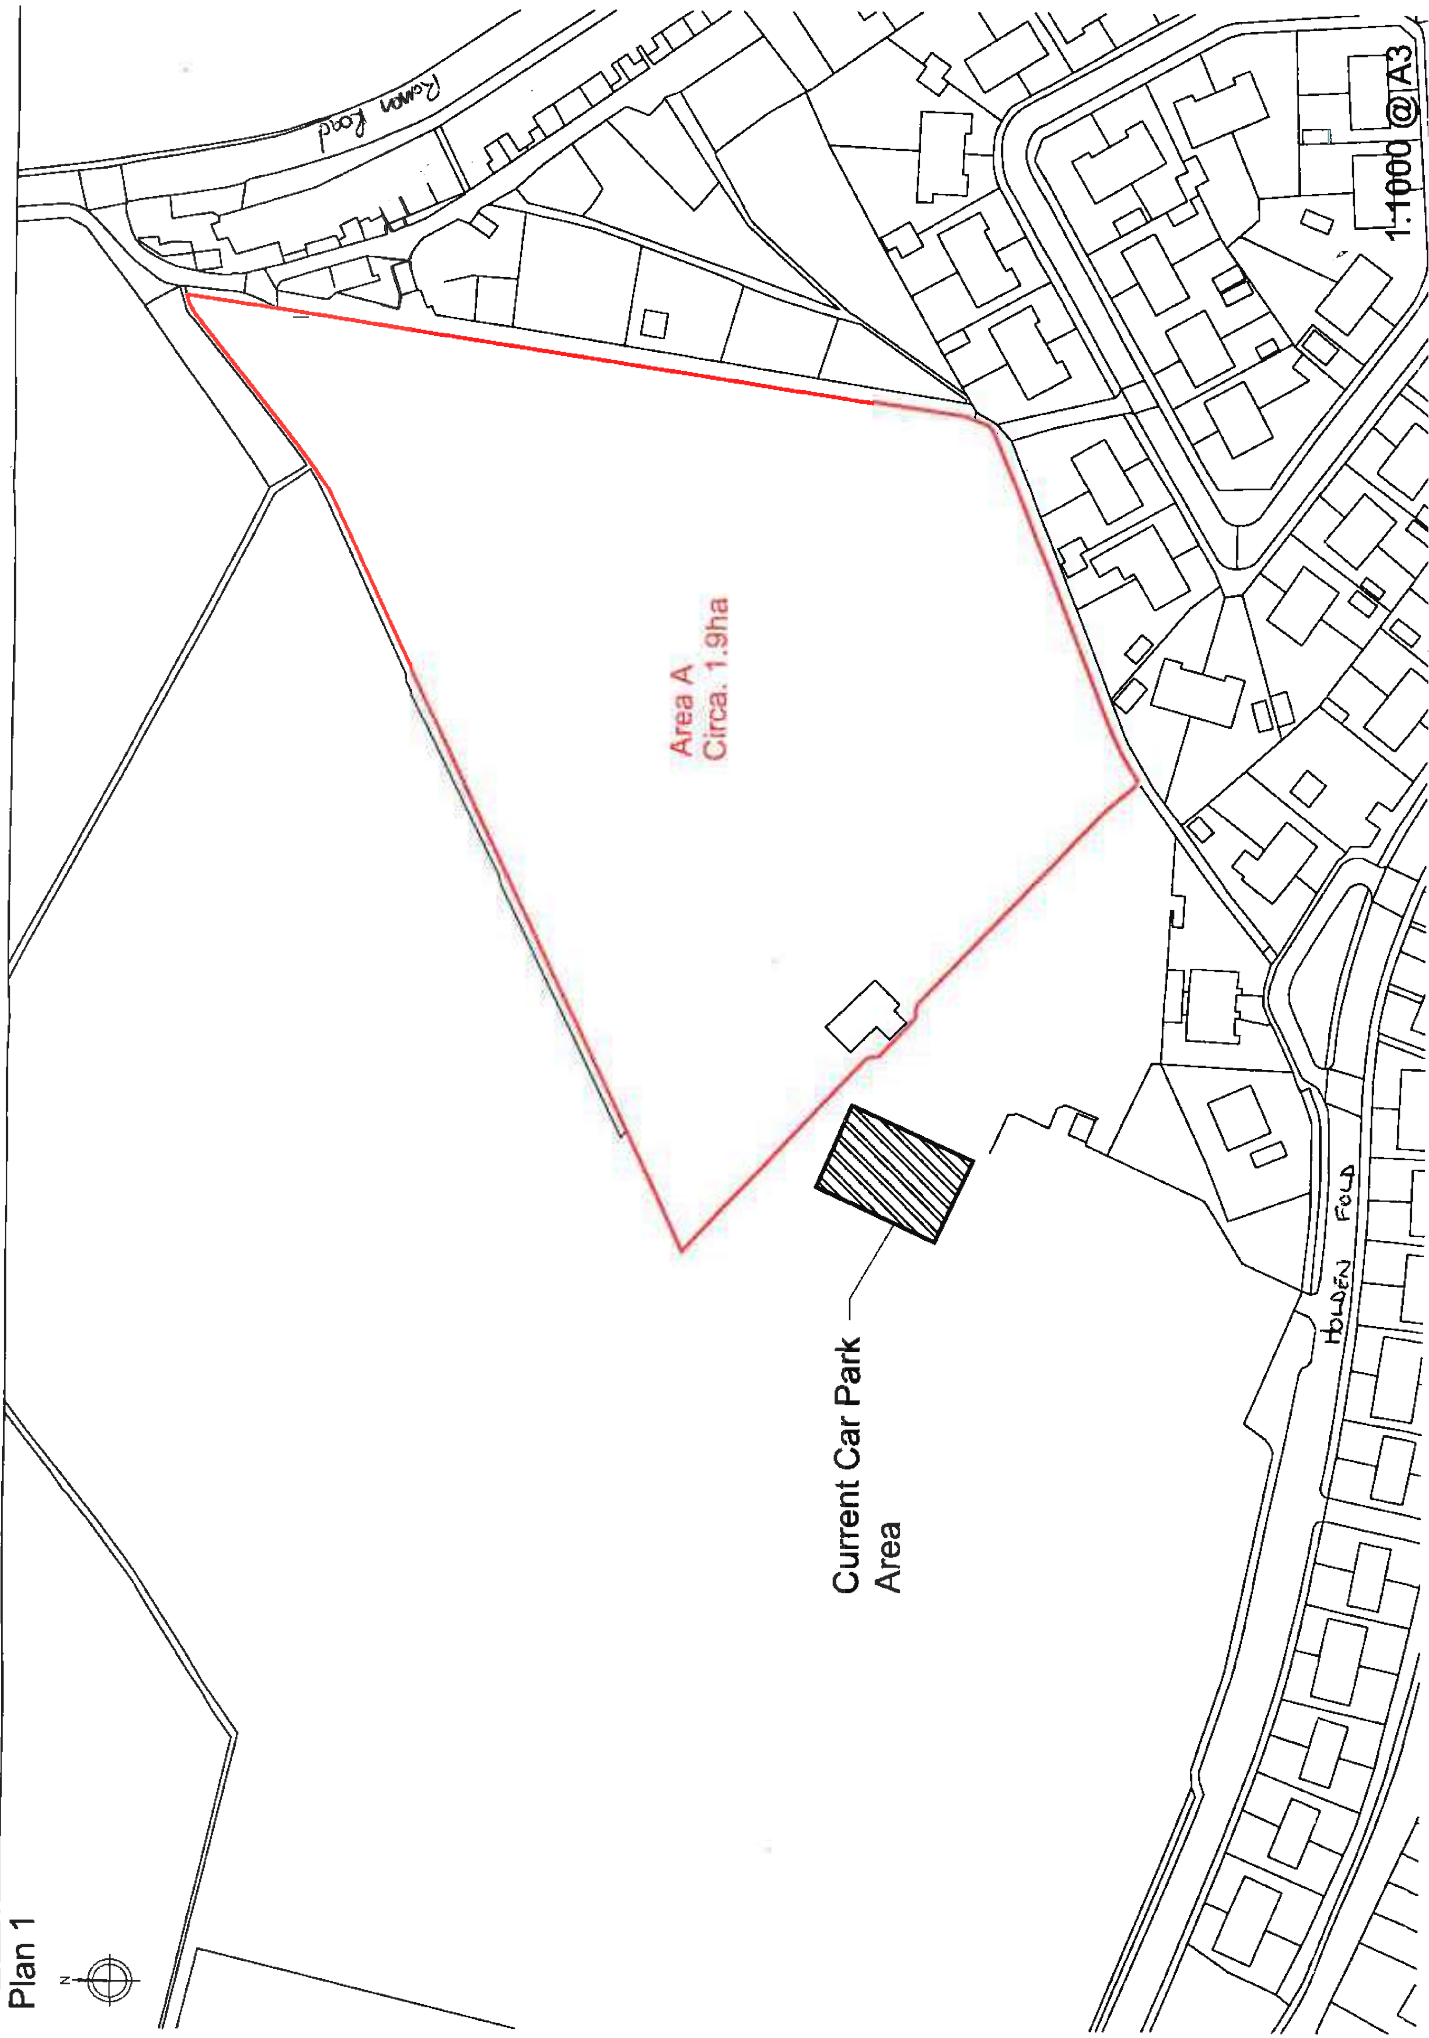 Plan 1
N
Roman Road
Area A
Circa. 1.9ha
Current Car Park
Area
HOLDEN FOLD
1:1000 @ A3